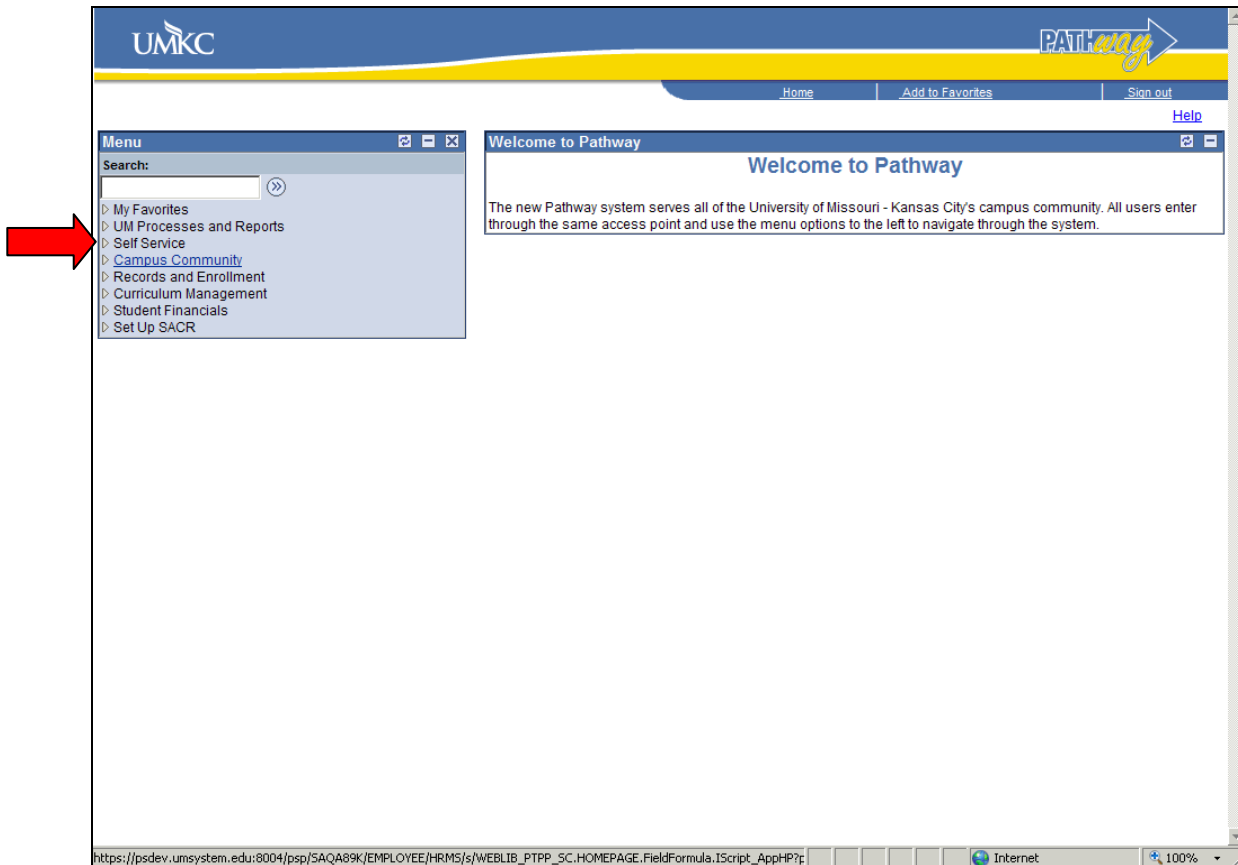 UMKC
PATHway
Home
Add to Favorites
Sign out
Help
Menu
Search:
My Favorites
UM Processes and Reports
Self Service
Campus Community
Records and Enrollment
Curriculum Management
Student Financials
Set Up SACR
Welcome to Pathway
Welcome to Pathway
The new Pathway system serves all of the University of Missouri - Kansas City's campus community. All users enter
through the same access point and use the menu options to the left to navigate through the system.
https://psdev.umsystem.edu:8004/psp/SAQA89K/EMPLOYEE/HRMS/s/WEBLIB_PTPP_SC.HOMEPAGE.FieldFormula.IScript_AppHP?p
Internet
100%